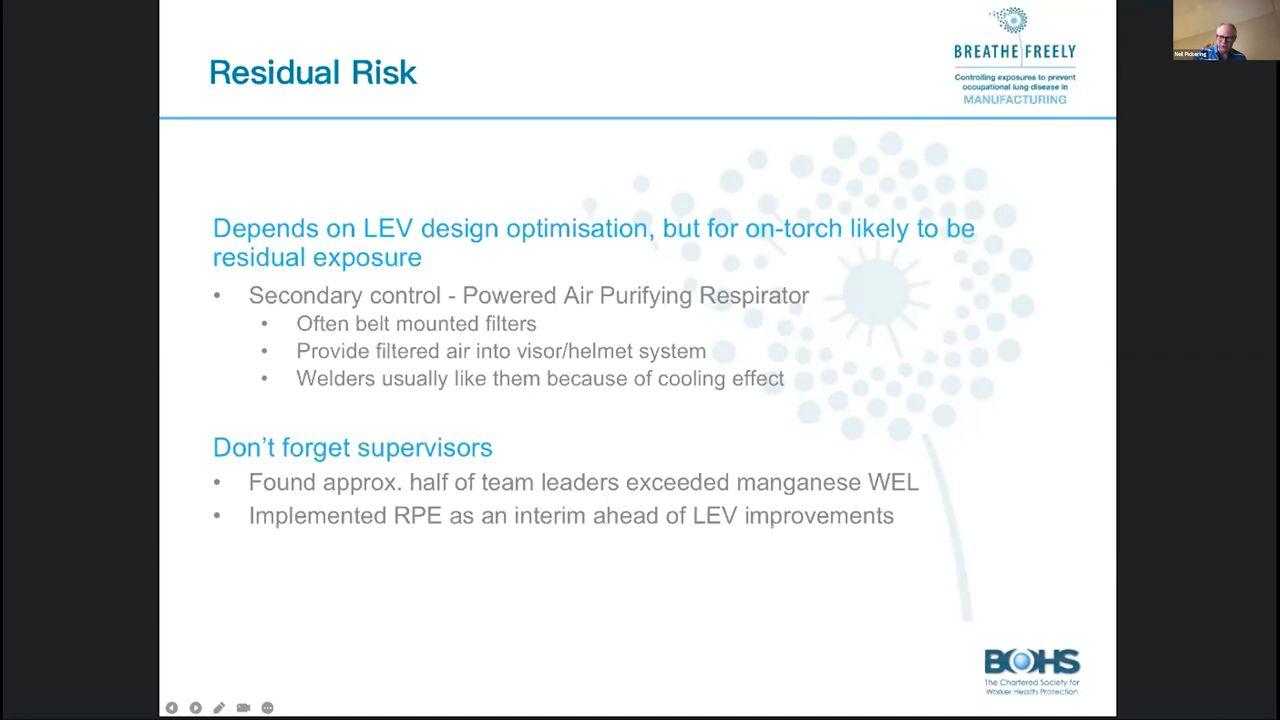 Residual Risk
BREATHE FREELY
Controlling exposures to prevent
occupational lung disease in
MANUFACTURING
Neil Pickering
Depends on LEV design optimisation, but for on-torch likely to be
residual exposure
• Secondary control - Powered Air Purifying Respirator
• Often belt mounted filters
• Provide filtered air into visor/helmet system
• Welders usually like them because of cooling effect
Don't forget supervisors
• Found approx. half of team leaders exceeded manganese WEL
• Implemented RPE as an interim ahead of LEV improvements
BOHS
The Chartered Society for
Worker Health Protection